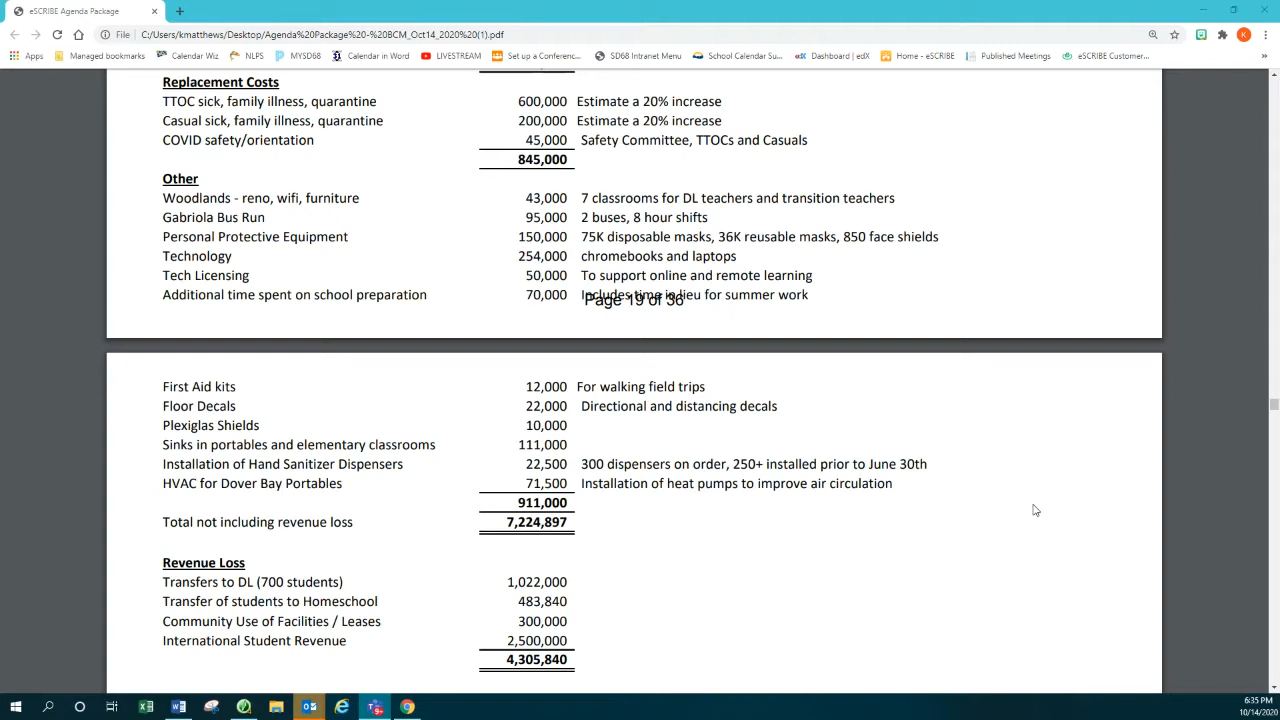 eSCRIBE Agenda Package
File C:/Users/kmatthews/Desktop/Agenda%20Package%20-%20BCM_Oct14_2020%20(1).pdf
K
Apps Managed bookmarks Calendar Wiz NLPS MYSD68 Calendar in Word LIVESTREAM Set up a Conferenc... SD68 Intranet Menu School Calendar Su... Dashboard | edX Home - eSCRIBE Published Meetings eSCRIBE Customer...
Replacement Costs
TTOC sick, family illness, quarantine 600,000 Estimate a 20% increase
Casual sick, family illness, quarantine 200,000 Estimate a 20% increase
COVID safety/orientation 45,000 Safety Committee, TTOCs and Casuals
845,000
Other
Woodlands - reno, wifi, furniture 43,000 7 classrooms for DL teachers and transition teachers
Gabriola Bus Run 95,000 2 buses, 8 hour shifts
Personal Protective Equipment 150,000 75K disposable masks, 36K reusable masks, 850 face shields
Technology 254,000 chromebooks and laptops
Tech Licensing 50,000 To support online and remote learning
Additional time spent on school preparation 70,000 Includes time in lieu for summer work
Page 19 of 36
First Aid kits 12,000 For walking field trips
Floor Decals 22,000 Directional and distancing decals
Plexiglas Shields 10,000
Sinks in portables and elementary classrooms 111,000
Installation of Hand Sanitizer Dispensers 22,500 300 dispensers on order, 250+ installed prior to June 30th
HVAC for Dover Bay Portables 71,500 Installation of heat pumps to improve air circulation
911,000
Total not including revenue loss 7,224,897
Revenue Loss
Transfers to DL (700 students) 1,022,000
Transfer of students to Homeschool 483,840
Community Use of Facilities / Leases 300,000
International Student Revenue 2,500,000
4,305,840
6:35 PM
10/14/2020